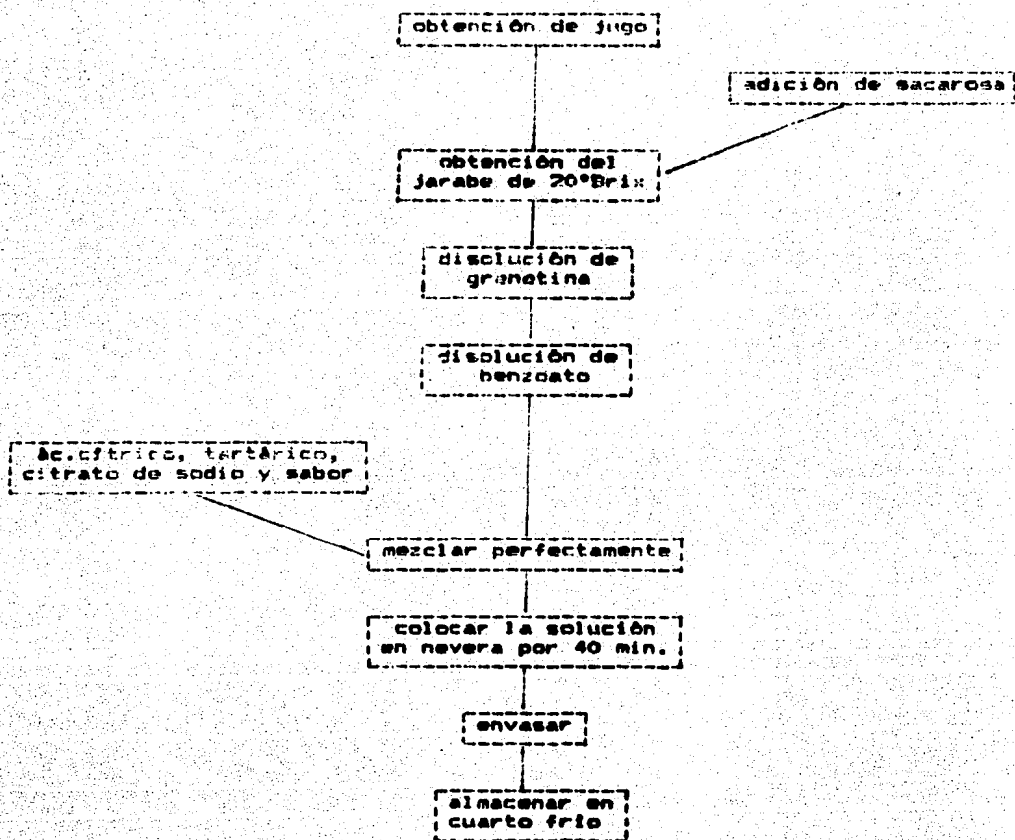 obtención de jugo
adición de sacarosa
obtención del
jarabe de 20°Brix
disolución de
grenetina
disolución de
benzoato
ác.cítrico, tartárico,
citrato de sodio y sabor
mezclar perfectamente
colocar la solución
en nevera por 40 min.
envasar
almacenar en
cuarto frío